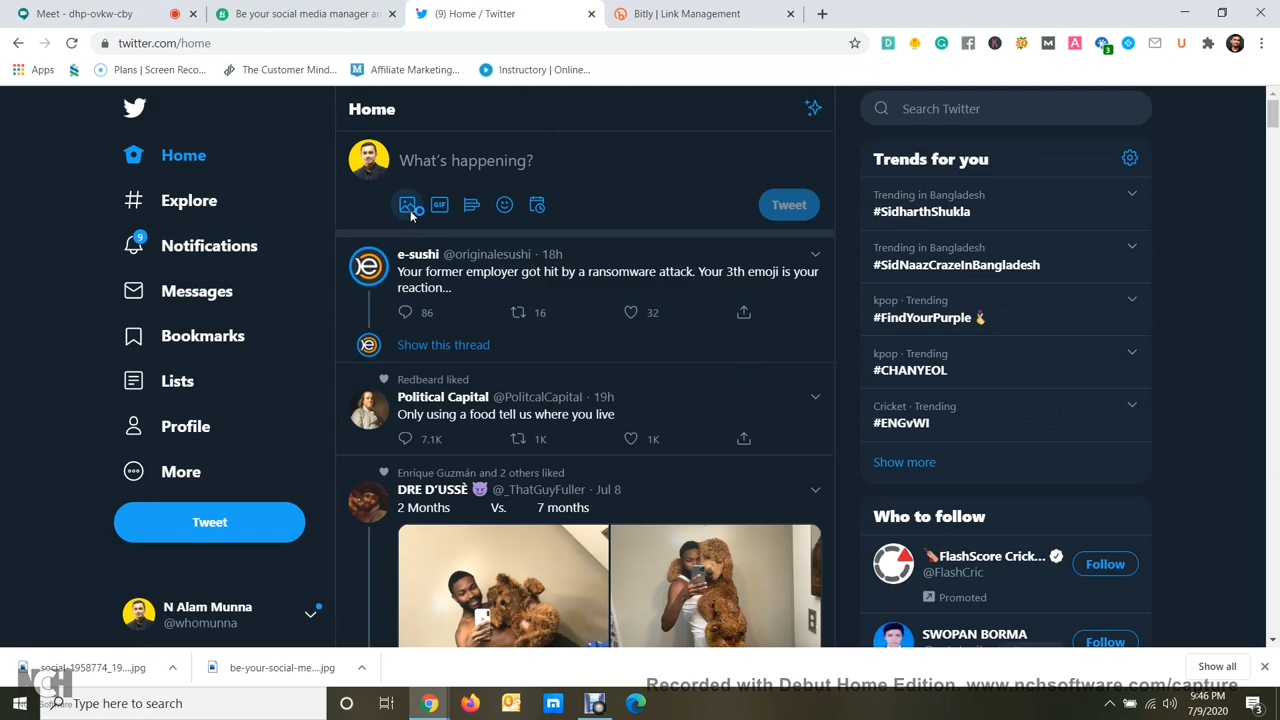 Meet - dhp-ovkw-cby
Be your social media manager an
(9) Home / Twitter
Bitly | Link Management
twitter.com/home
Apps
Plans | Screen Reco...
The Customer Mind...
Affiliate Marketing...
Instructory | Online...
Home
Explore
9
Notifications
Messages
Bookmarks
Lists
Profile
More
Tweet
N Alam Munna
@whomunna
Home
What's happening?
GIF
Tweet
e-sushi @originalesushi · 18h
Your former employer got hit by a ransomware attack. Your 3th emoji is your
reaction...
86 16 32
Show this thread
Redbeard liked
Political Capital @PolitcalCapital · 19h
Only using a food tell us where you live
7.1K 1K 1K
Enrique Guzmán and 2 others liked
DRE D'USSÈ 😈 @_ThatGuyFuller · Jul 8
2 Months Vs. 7 months
Search Twitter
Trends for you
Trending in Bangladesh
#SidharthShukla
Trending in Bangladesh
#SidNaazCrazeInBangladesh
kpop · Trending
#FindYourPurple
kpop · Trending
#CHANYEOL
Cricket · Trending
#ENGvWI
Show more
Who to follow
FlashScore Crick...
@FlashCric
Follow
Promoted
SWOPAN BORMA
Follow
social-1958774_19....jpg
be-your-social-me....jpg
Show all
NCH
Software
Recorded with Debut Home Edition. www.nchsoftware.com/capture
Type here to search
9:46 PM
7/9/2020
3